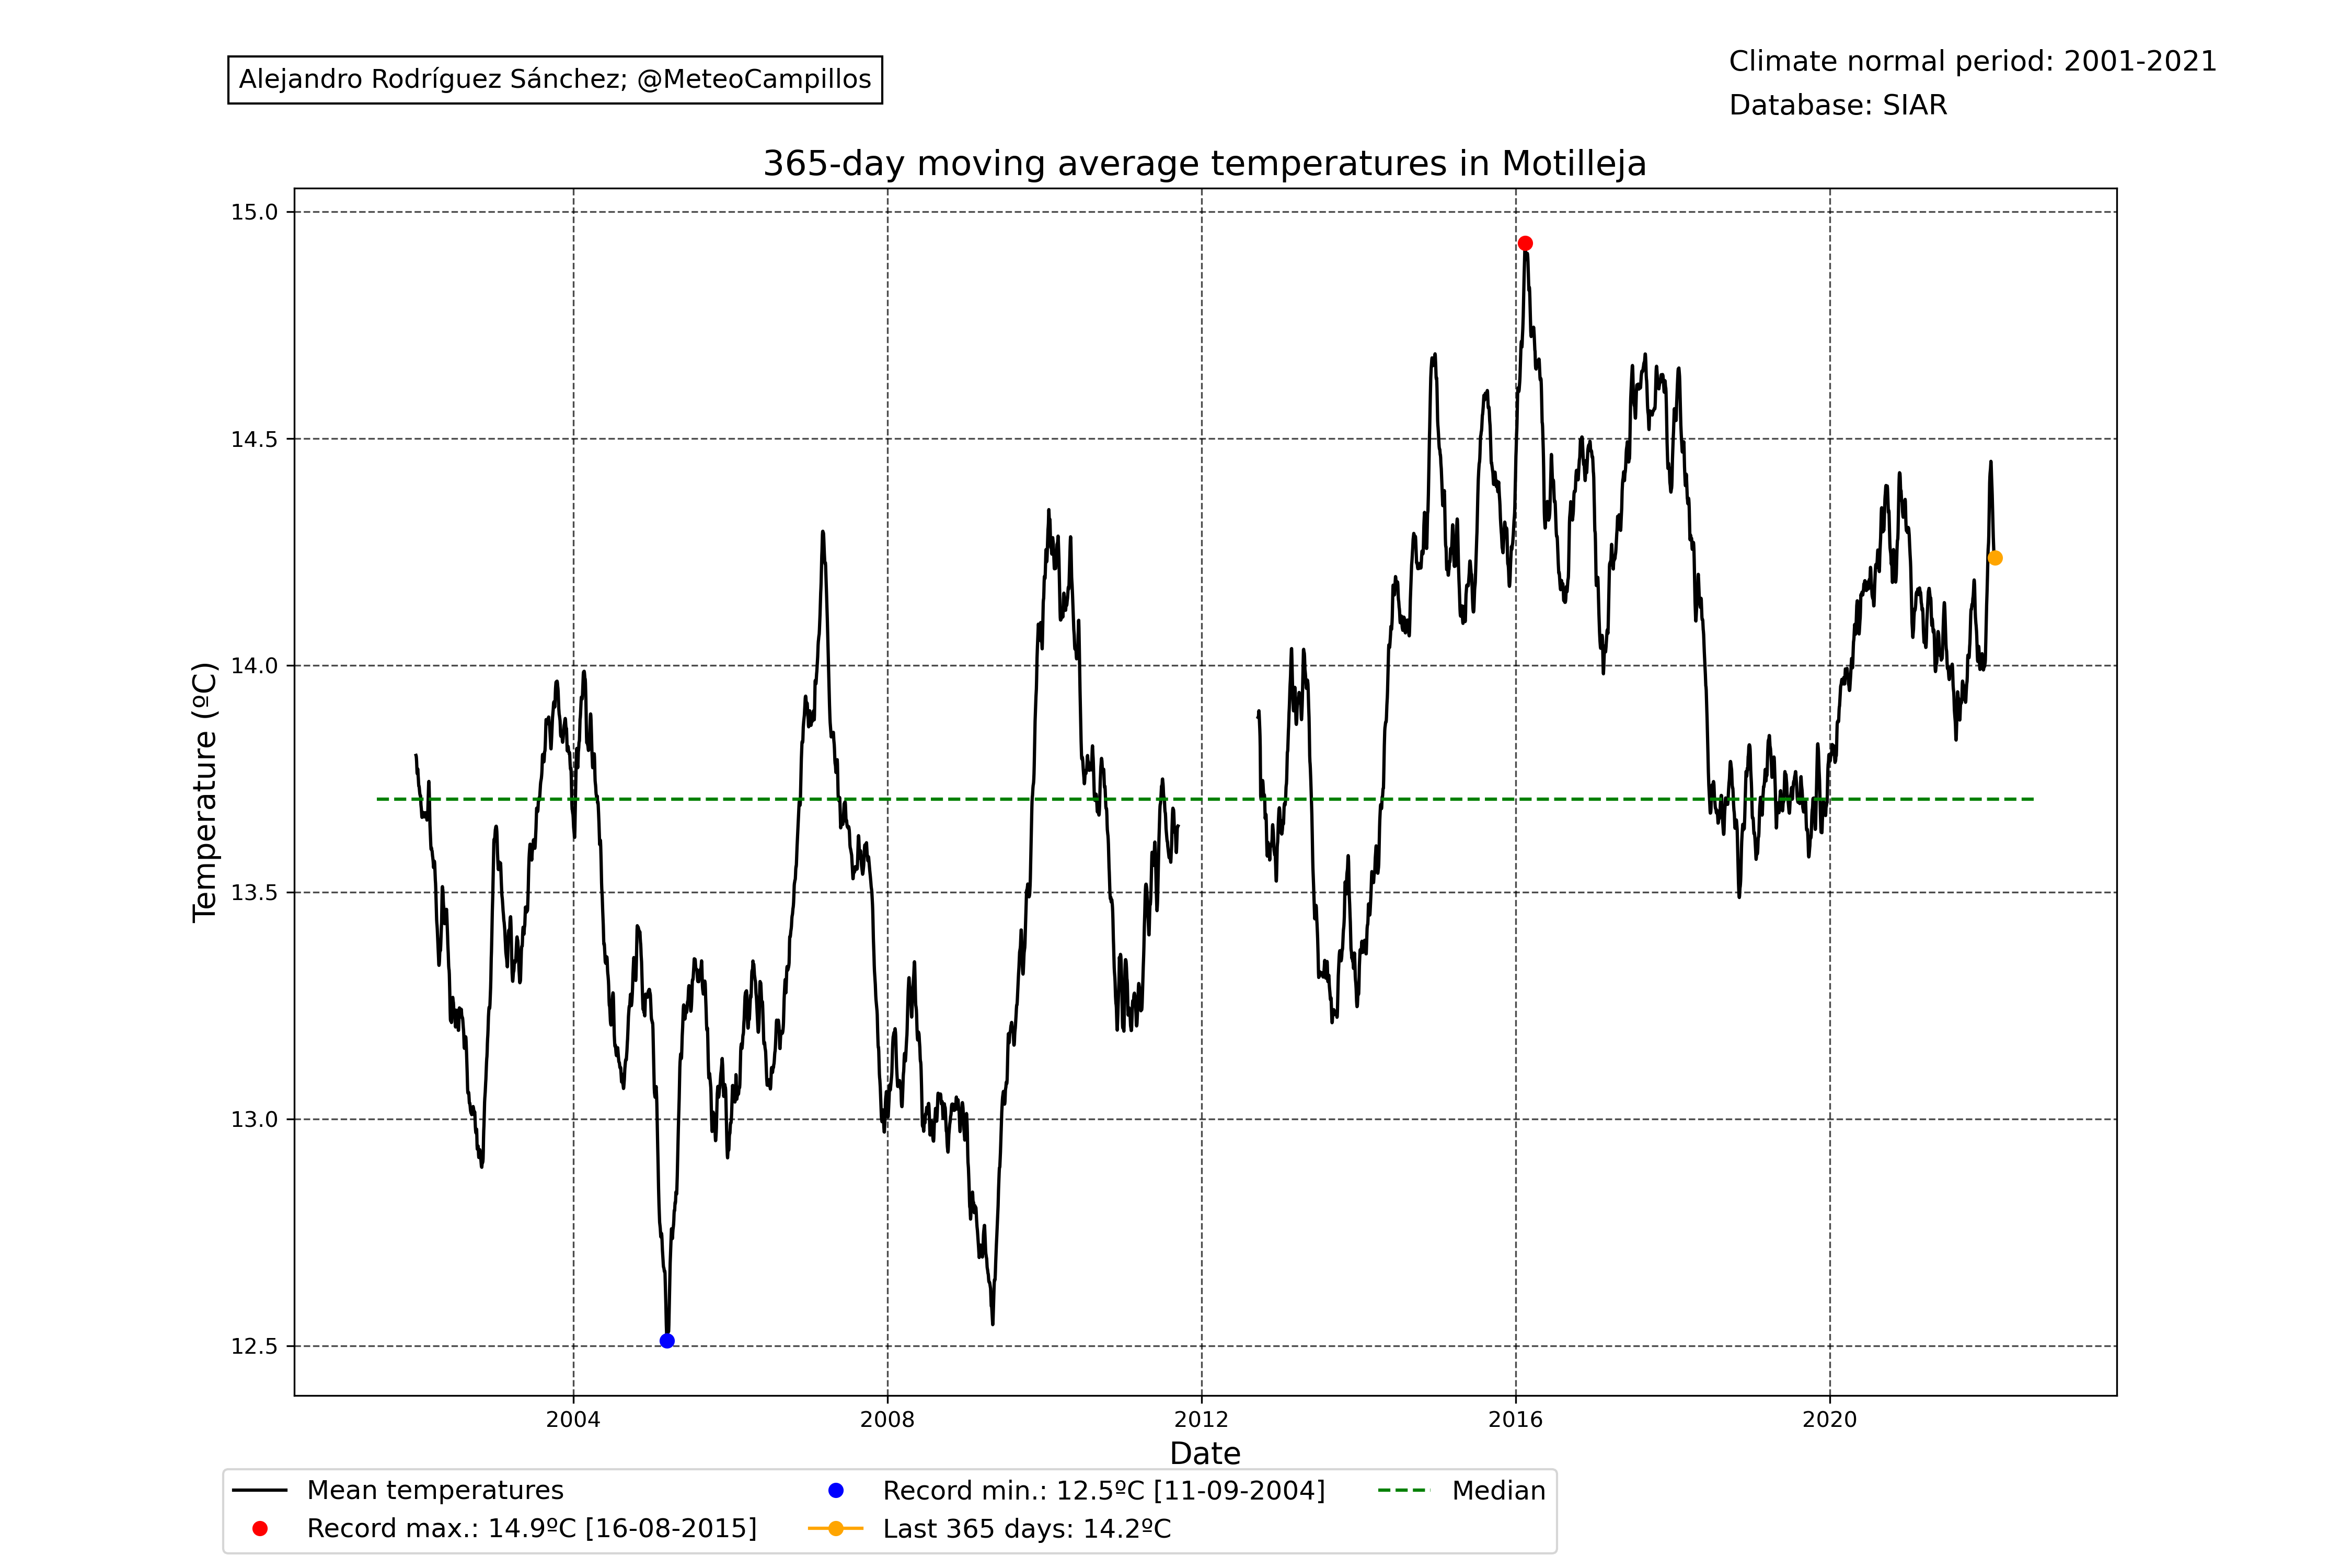 Alejandro Rodríguez Sánchez; @MeteoCampillos
Climate normal period: 2001-2021
Database: SIAR
365-day moving average temperatures in Motilleja
Temperature (ºC)
15.0
14.5
14.0
13.5
13.0
12.5
2004 2008 2012 2016 2020
Date
Mean temperatures
Record max.: 14.9ºC [16-08-2015]
Record min.: 12.5ºC [11-09-2004]
Last 365 days: 14.2ºC
Median